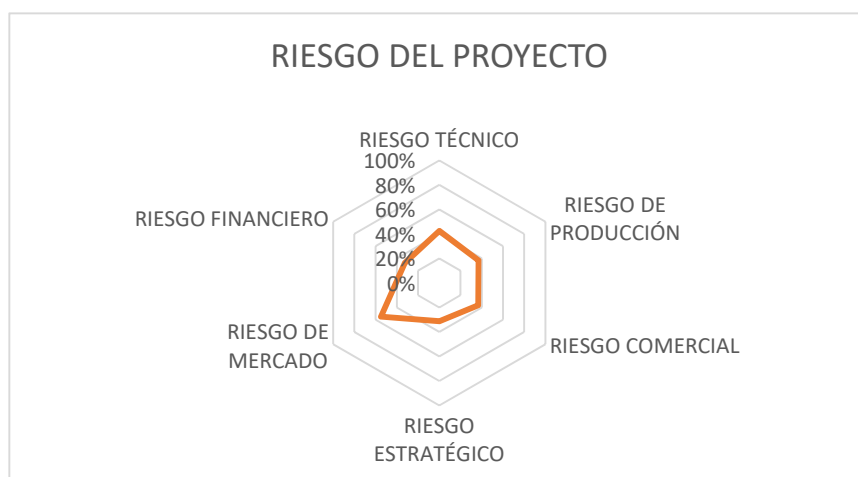 RIESGO DEL PROYECTO
RIESGO TÉCNICO
100%
80%
60%
40%
20%
0%
RIESGO DE
PRODUCCIÓN
RIESGO COMERCIAL
RIESGO
ESTRATÉGICO
RIESGO DE
MERCADO
RIESGO FINANCIERO